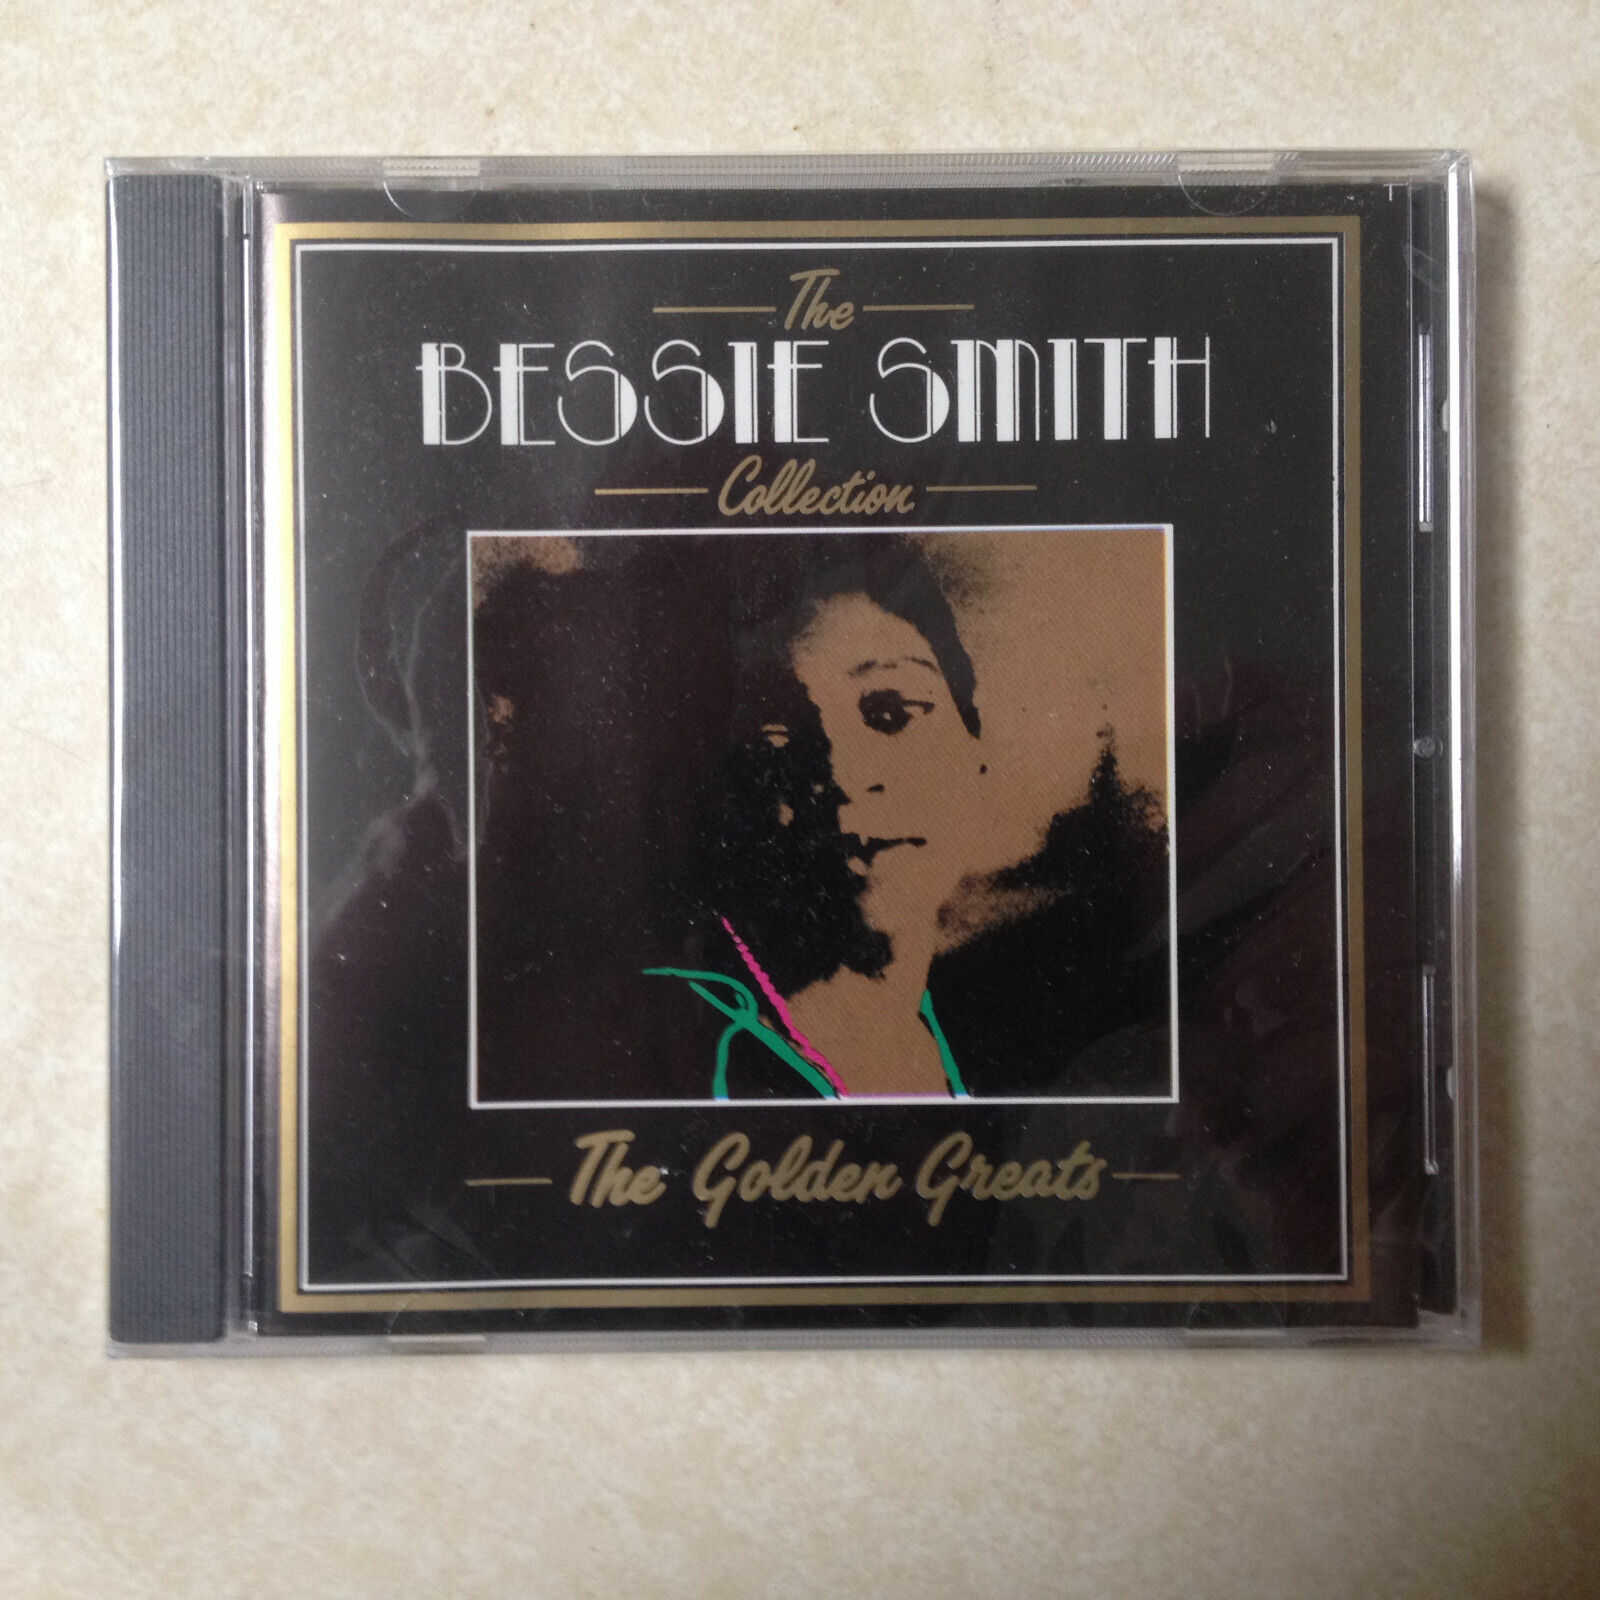 The
BESSIE SMITH
Collection
The Golden Greats